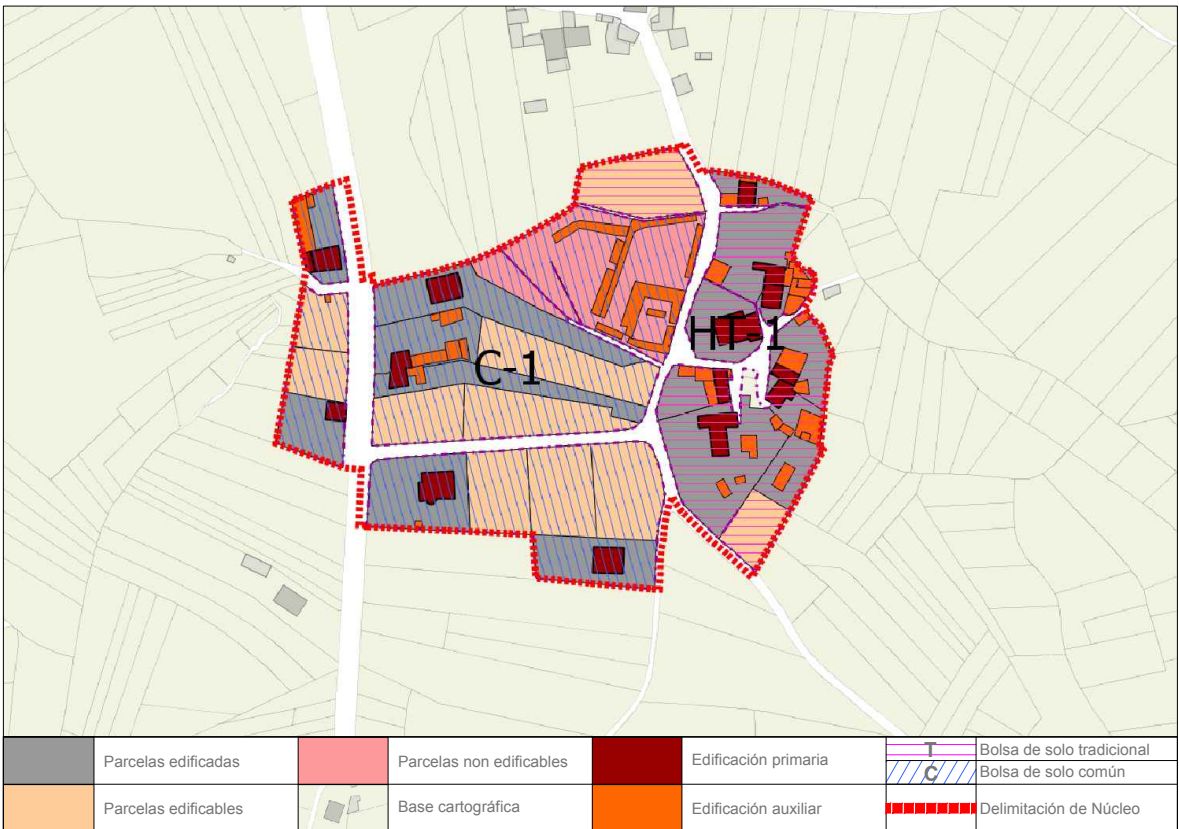 HT-1
C-1
Parcelas edificadas
Parcelas non edificables
Edificación primaria
T
Bolsa de solo tradicional
C
Bolsa de solo común
Parcelas edificables
Base cartográfica
Edificación auxiliar
Delimitación de Núcleo